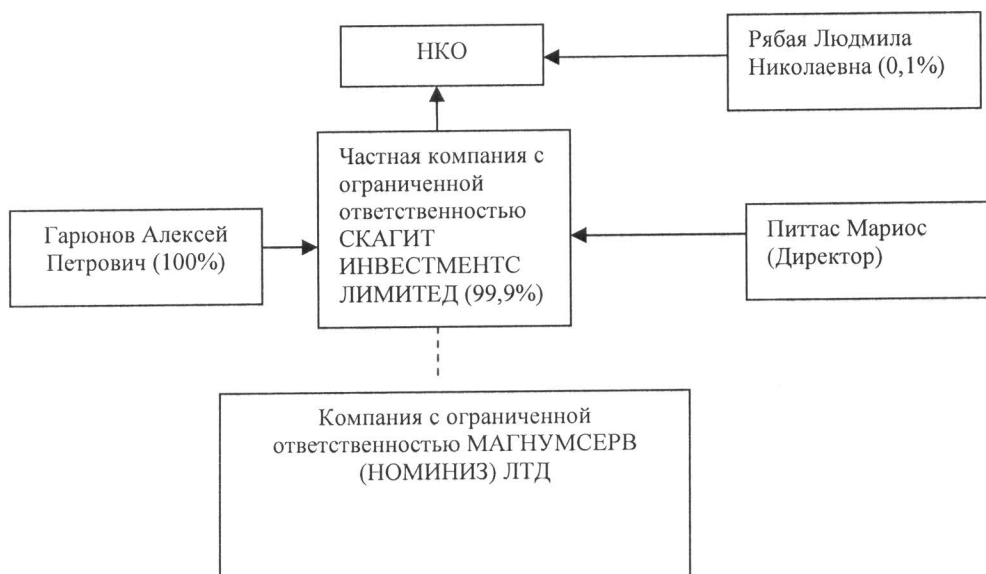 НКО
Рябая Людмила
Николаевна (0,1%)
Частная компания с
ограниченной
ответственностью
СКАГИТ
ИНВЕСТМЕНТС
ЛИМИТЕД (99,9%)
Гарюнов Алексей
Петрович (100%)
Питтас Мариос
(Директор)
Компания с ограниченной
ответственностью МАГНУМСЕРВ
(НОМИНИЗ) ЛТД